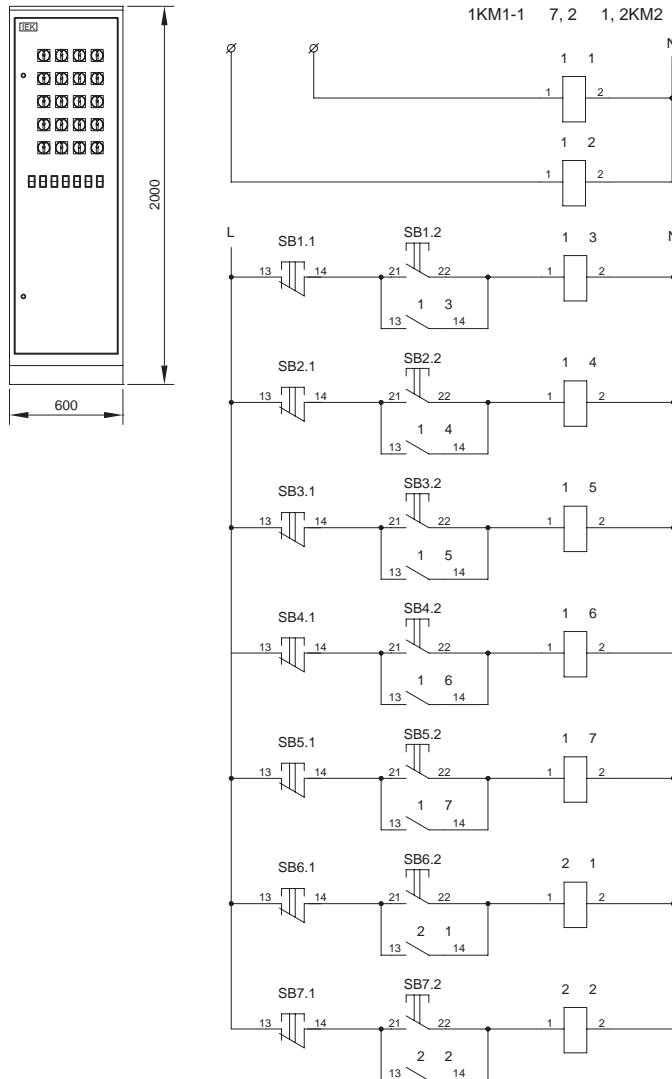 1KM1-1 7, 2 1, 2KM2
IEK
2000
600
N
1 1
1 2
1 2
1 2
L
N
SB1.1 SB1.2 1 3
13 14 21 22 1 2
1 3
13 14
SB2.1 SB2.2 1 4
13 14 21 22 1 2
1 4
13 14
SB3.1 SB3.2 1 5
13 14 21 22 1 2
1 5
13 14
SB4.1 SB4.2 1 6
13 14 21 22 1 2
1 6
13 14
SB5.1 SB5.2 1 7
13 14 21 22 1 2
1 7
13 14
SB6.1 SB6.2 2 1
13 14 21 22 1 2
2 1
13 14
SB7.1 SB7.2 2 2
13 14 21 22 1 2
2 2
13 14